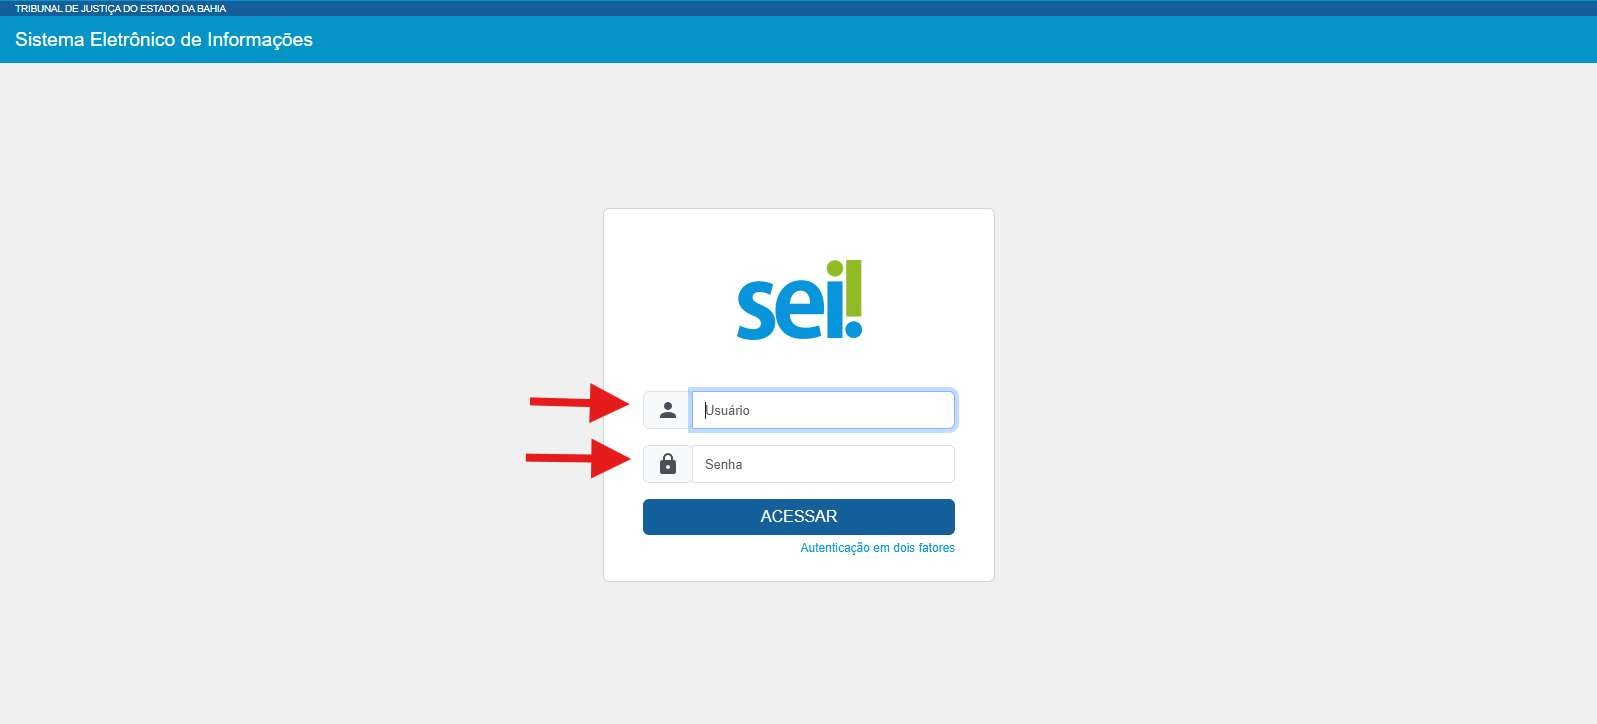 TRIBUNAL DE JUSTIÇA DO ESTADO DA BAHIA
Sistema Eletrônico de Informações
sei!
Usuário
Senha
ACESSAR
Autenticação em dois fatores